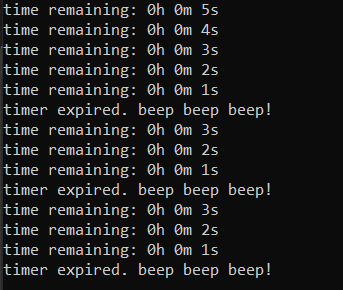 time remaining: 0h 0m 5s
time remaining: 0h 0m 4s
time remaining: 0h 0m 3s
time remaining: 0h 0m 2s
time remaining: 0h 0m 1s
timer expired. beep beep beep!
time remaining: 0h 0m 3s
time remaining: 0h 0m 2s
time remaining: 0h 0m 1s
timer expired. beep beep beep!
time remaining: 0h 0m 3s
time remaining: 0h 0m 2s
time remaining: 0h 0m 1s
timer expired. beep beep beep!